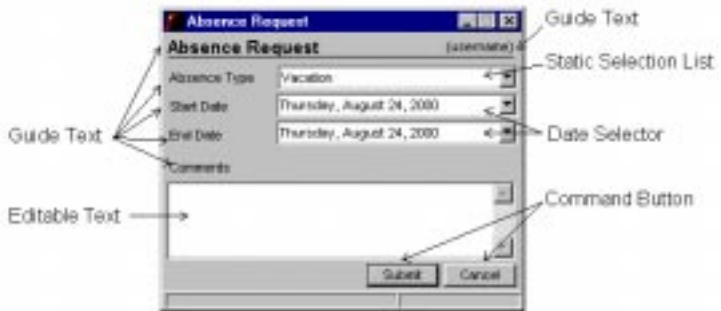 Absence Request
Guide Text
Absence Request (username)
Static Selection List
Absence Type Vacation
Start Date Thursday, August 24, 2000
Guide Text
End Date Thursday, August 24, 2000
Date Selector
Comments
Editable Text
Command Button
Submit Cancel